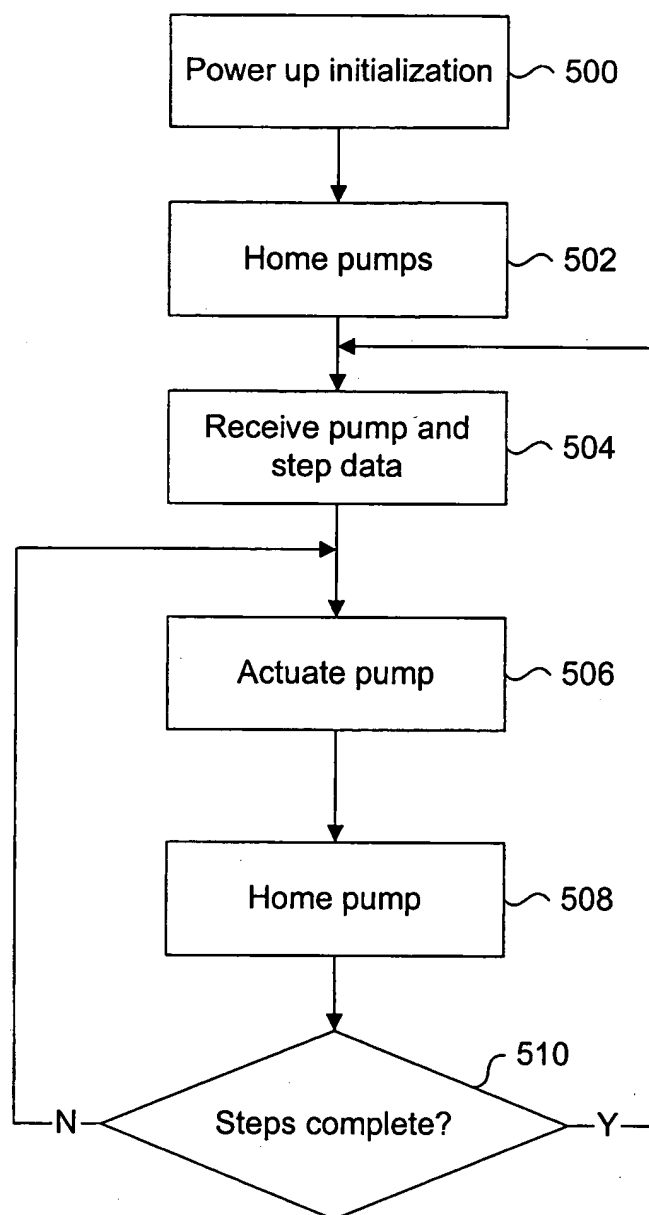 Power up initialization
500
Home pumps
502
Receive pump and
step data
504
Actuate pump
506
Home pump
508
510
N
Steps complete?
Y